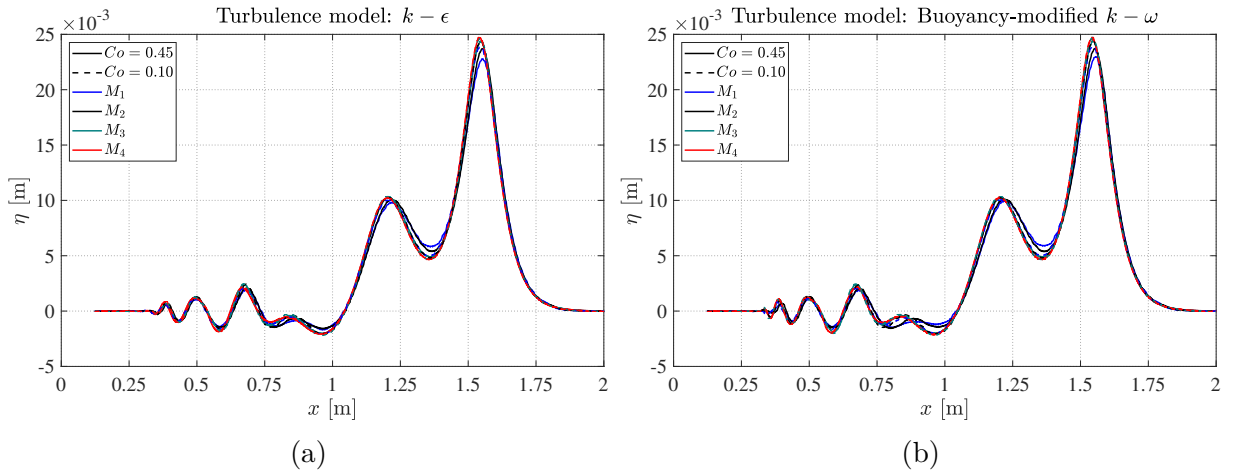 Turbulence model: k − ϵ
×10⁻³
25
20
15
10
5
0
-5
η [m]
Co = 0.45
Co = 0.10
M₁
M₂
M₃
M₄
0 0.25 0.5 0.75 1 1.25 1.5 1.75 2
x [m]
(a)
Turbulence model: Buoyancy-modified k − ω
×10⁻³
25
20
15
10
5
0
-5
η [m]
Co = 0.45
Co = 0.10
M₁
M₂
M₃
M₄
0 0.25 0.5 0.75 1 1.25 1.5 1.75 2
x [m]
(b)